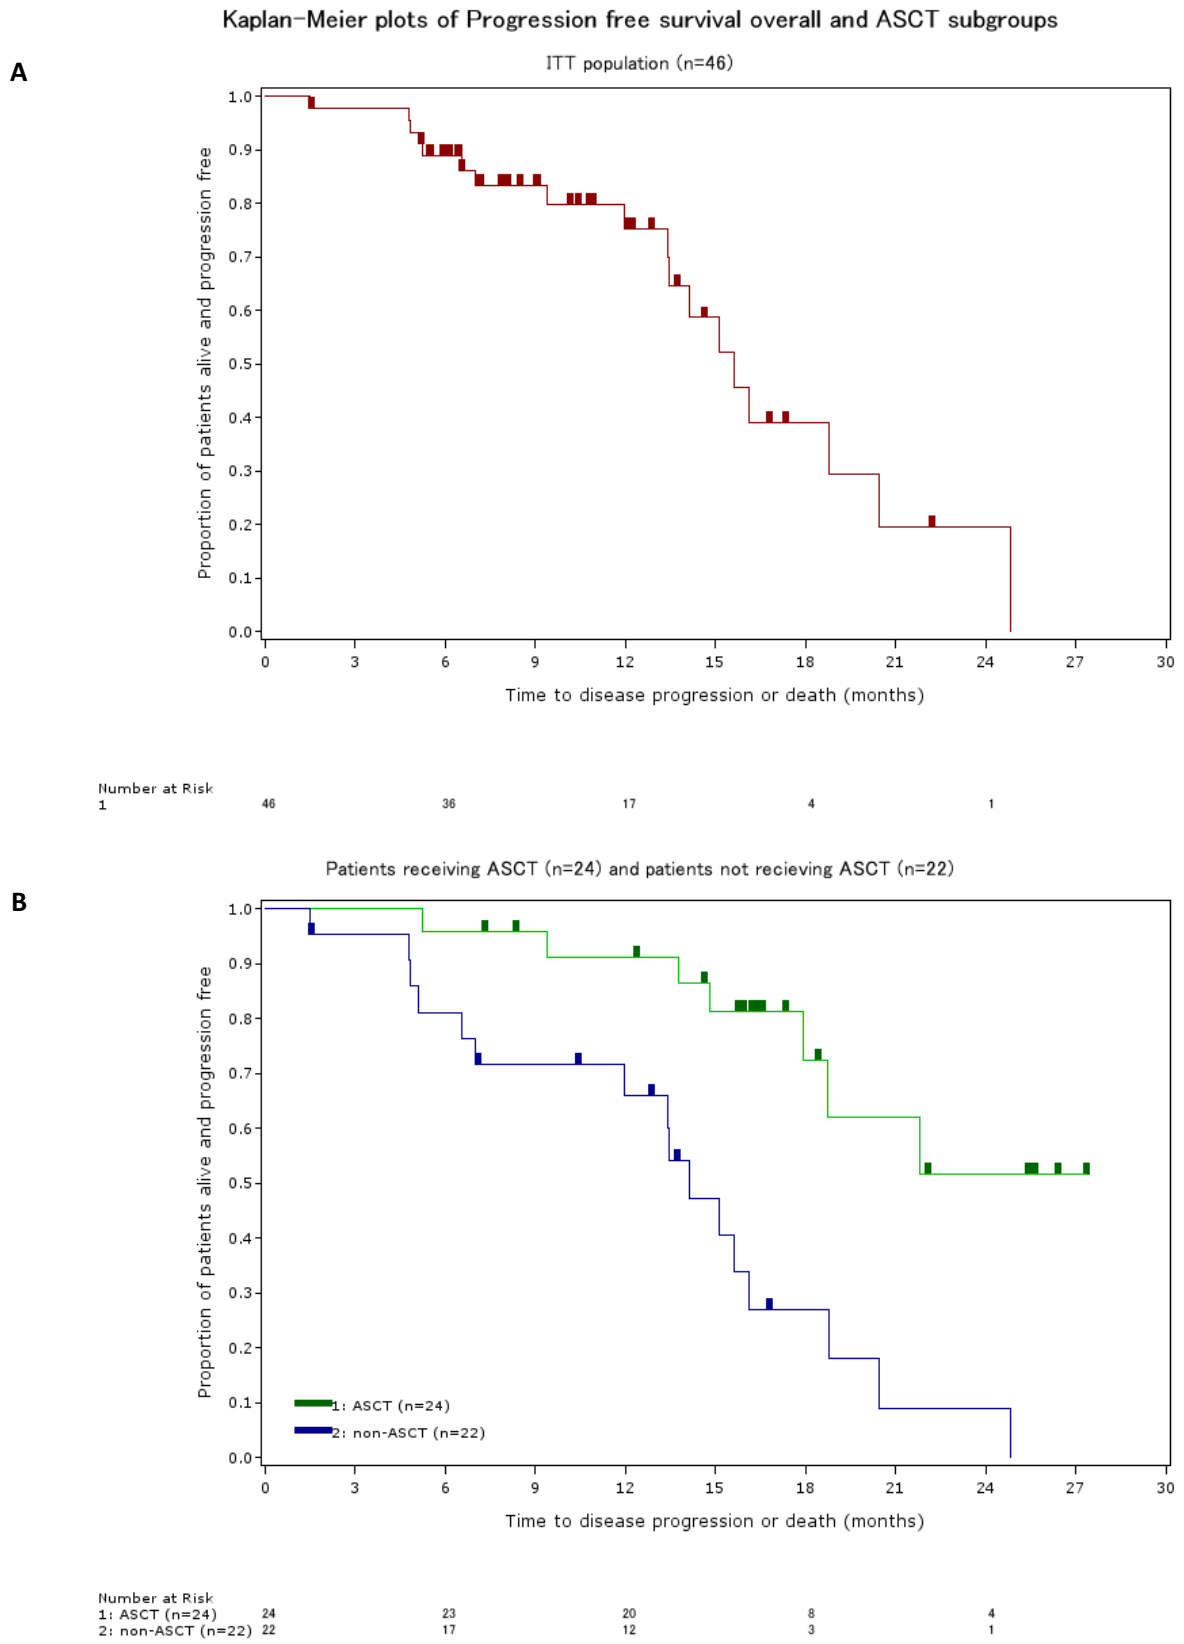 Kaplan-Meier plots of Progression free survival overall and ASCT subgroups
A
ITT population (n=46)
Proportion of patients alive and progression free
1.0
0.9
0.8
0.7
0.6
0.5
0.4
0.3
0.2
0.1
0.0
0 3 6 9 12 15 18 21 24 27 30
Time to disease progression or death (months)
Number at Risk
1 46 36 17 4 1
B
Patients receiving ASCT (n=24) and patients not recieving ASCT (n=22)
Proportion of patients alive and progression free
1.0
0.9
0.8
0.7
0.6
0.5
0.4
0.3
0.2
0.1
0.0
1: ASCT (n=24)
2: non-ASCT (n=22)
0 3 6 9 12 15 18 21 24 27 30
Time to disease progression or death (months)
Number at Risk
1: ASCT (n=24) 24 23 20 8 4
2: non-ASCT (n=22) 22 17 12 3 1